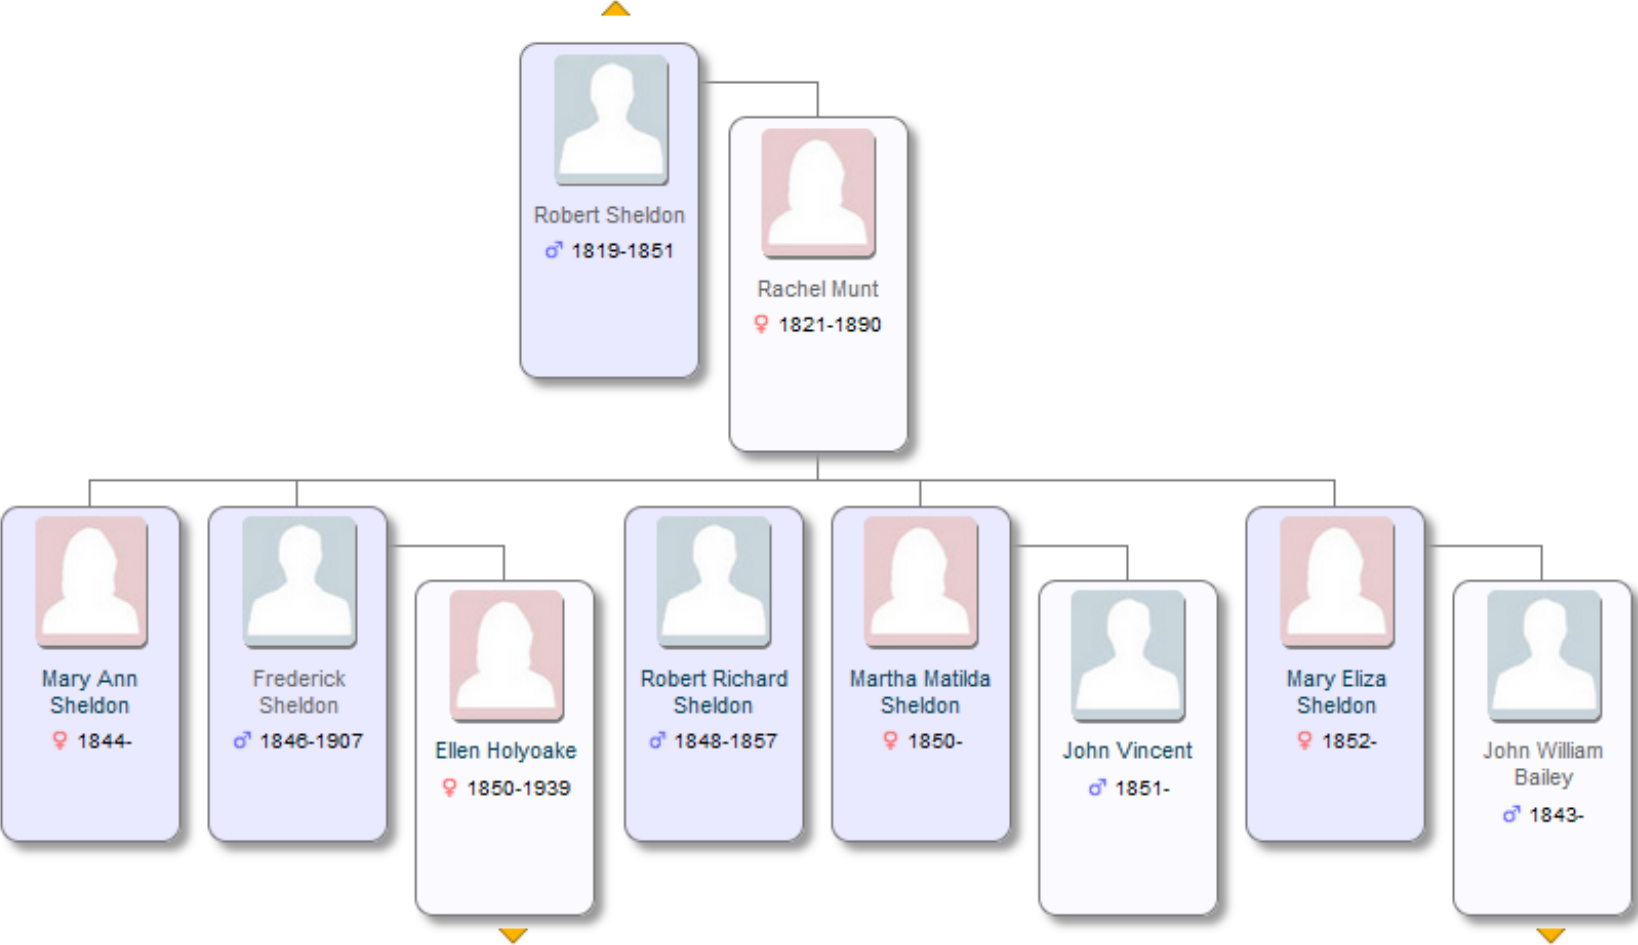 Robert Sheldon
♂ 1819-1851
Rachel Munt
♀ 1821-1890
Mary Ann
Sheldon
♀ 1844-
Frederick
Sheldon
♂ 1846-1907
Ellen Holyoake
♀ 1850-1939
Robert Richard
Sheldon
♂ 1848-1857
Martha Matilda
Sheldon
♀ 1850-
John Vincent
♂ 1851-
Mary Eliza
Sheldon
♀ 1852-
John William
Bailey
♂ 1843-